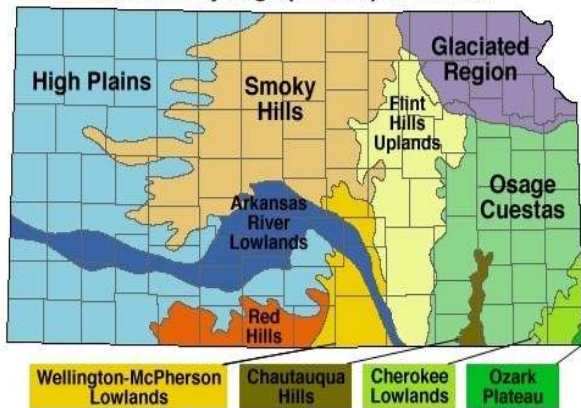 High Plains
Smoky
Hills
Glaciated
Region
Flint
Hills
Uplands
Osage
Cuestas
Arkansas
River
Lowlands
Red
Hills
Wellington-McPherson
Lowlands
Chautauqua
Hills
Cherokee
Lowlands
Ozark
Plateau